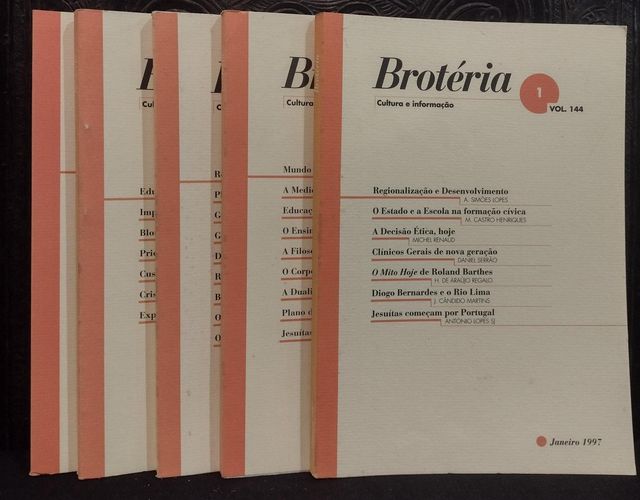 Brotéria
Cultura e informação
1
VOL. 144
Regionalização e Desenvolvimento
A. SIMÕES LOPES
O Estado e a Escola na formação cívica
M. CASTRO HENRIQUES
A Decisão Ética, hoje
MICHEL RENAUD
Clínicos Gerais de nova geração
DANIEL SERRÃO
O Mito Hoje de Roland Barthes
H. DE ARAÚJO REGALO
Diogo Bernardes e o Rio Lima
J. CÂNDIDO MARTINS
Jesuítas começam por Portugal
ANTÓNIO LOPES SJ
Janeiro 1997
Cultura
Mundo
A Medic
Educaç
O Ensin
A Filoso
O Corpo
A Duali
Plano d
Jesuítas
Edu
Imp
Blo
Cus
Cris
Exp